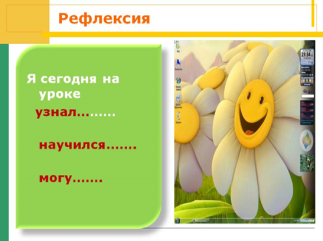 Рефлексия
Я сегодня на
уроке
узнал.........
научился.......
могу.......